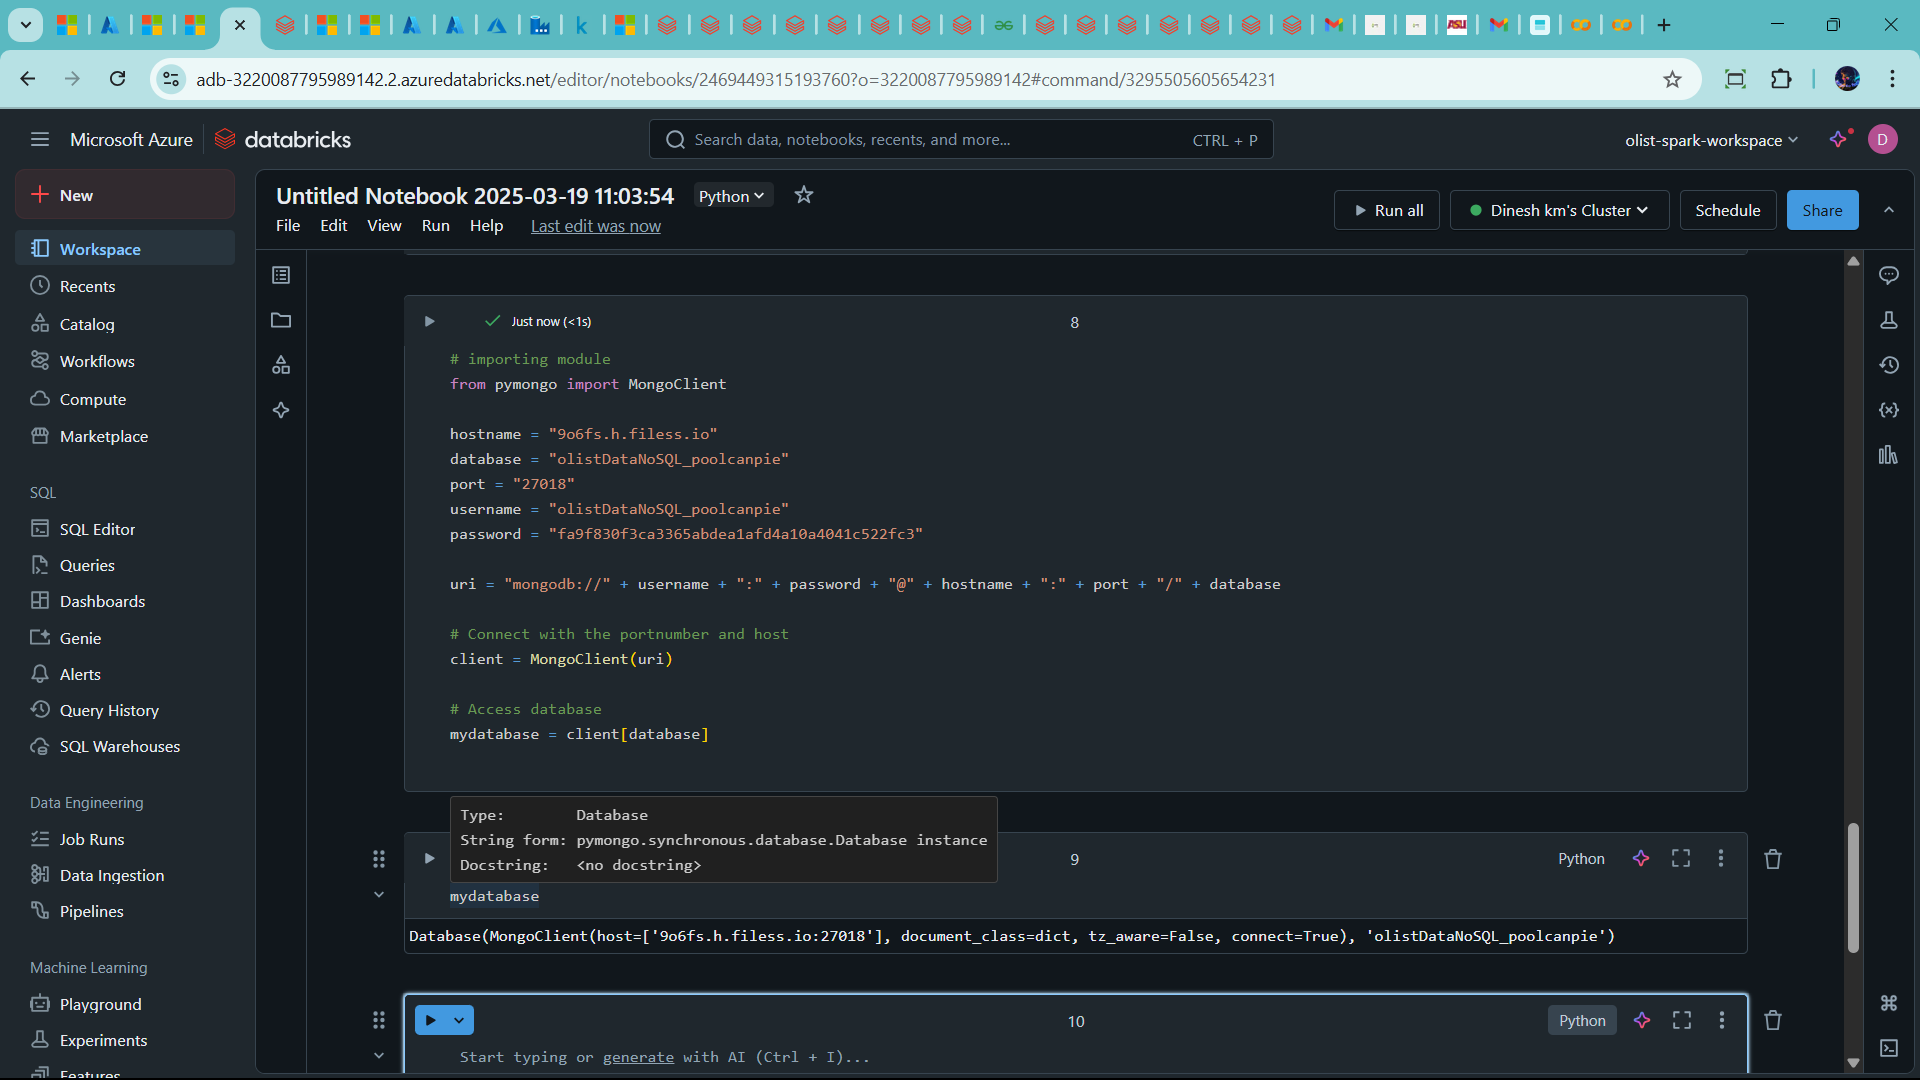 adb-3220087795989142.2.azuredatabricks.net/editor/notebooks/2469449315193760?o=3220087795989142#command/3295505605654231
Microsoft Azure
databricks
Search data, notebooks, recents, and more...
CTRL + P
olist-spark-workspace
D
New
Workspace
Recents
Catalog
Workflows
Compute
Marketplace
SQL
SQL Editor
Queries
Dashboards
Genie
Alerts
Query History
SQL Warehouses
Data Engineering
Job Runs
Data Ingestion
Pipelines
Machine Learning
Playground
Experiments
Features
Untitled Notebook 2025-03-19 11:03:54
Python
File
Edit
View
Run
Help
Last edit was now
Run all
Dinesh km's Cluster
Schedule
Share
Just now (<1s)
8
# importing module
from pymongo import MongoClient
hostname = "9o6fs.h.filess.io"
database = "olistDataNoSQL_poolcanpie"
port = "27018"
username = "olistDataNoSQL_poolcanpie"
password = "fa9f830f3ca3365abdea1afd4a10a4041c522fc3"
uri = "mongodb://" + username + ":" + password + "@" + hostname + ":" + port + "/" + database
# Connect with the portnumber and host
client = MongoClient(uri)
# Access database
mydatabase = client[database]
Type: Database
String form: pymongo.synchronous.database.Database instance
Docstring: <no docstring>
9
Python
mydatabase
Database(MongoClient(host=['9o6fs.h.filess.io:27018'], document_class=dict, tz_aware=False, connect=True), 'olistDataNoSQL_poolcanpie')
10
Python
Start typing or generate with AI (Ctrl + I)...